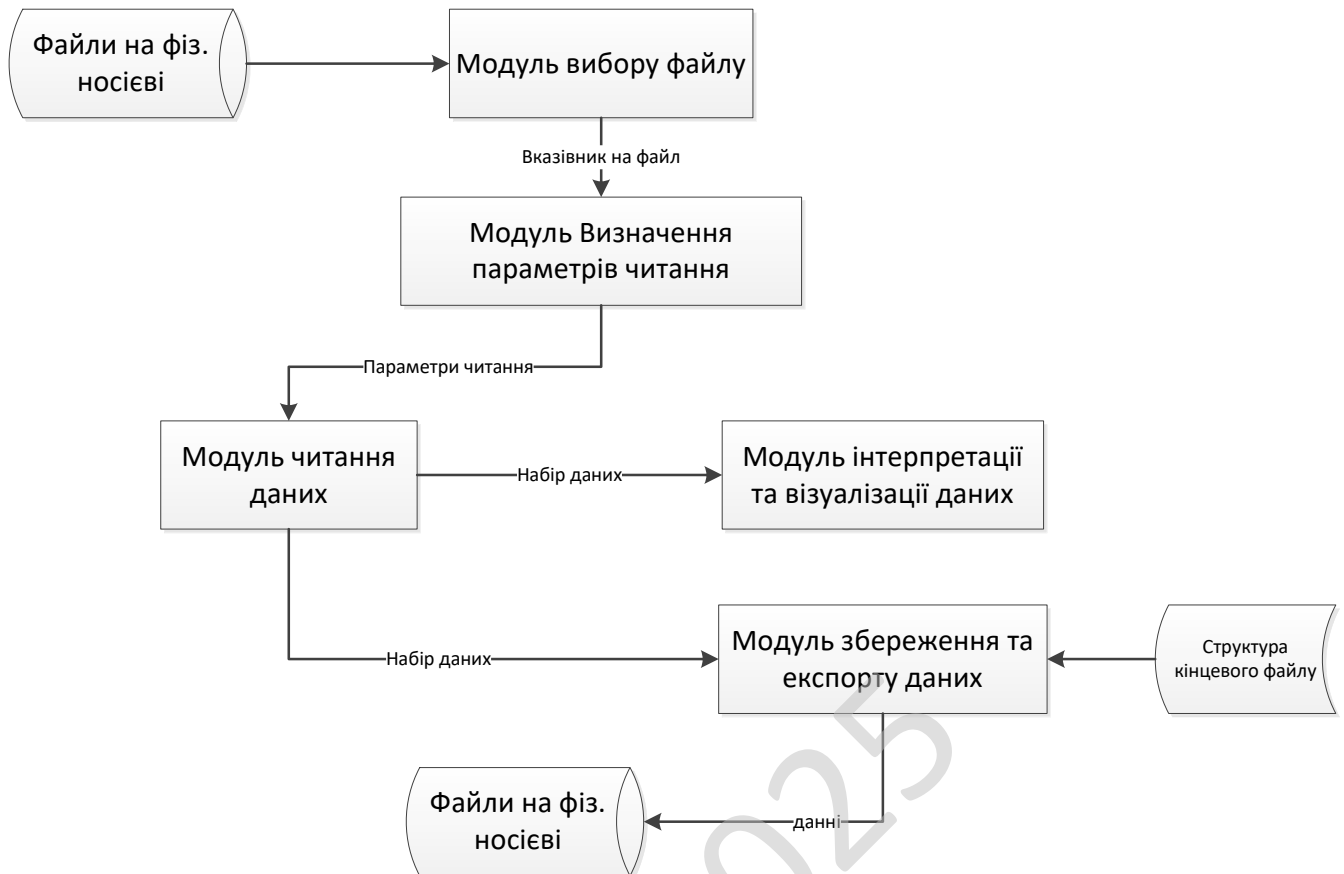 Файли на фіз.
носієві
Модуль вибору файлу
Вказівник на файл
Модуль Визначення
параметрів читання
Параметри читання
Модуль читання
даних
Набір даних
Модуль інтерпретації
та візуалізації даних
Набір даних
Модуль збереження та
експорту даних
Структура
кінцевого файлу
Файли на фіз.
носієві
данні
025